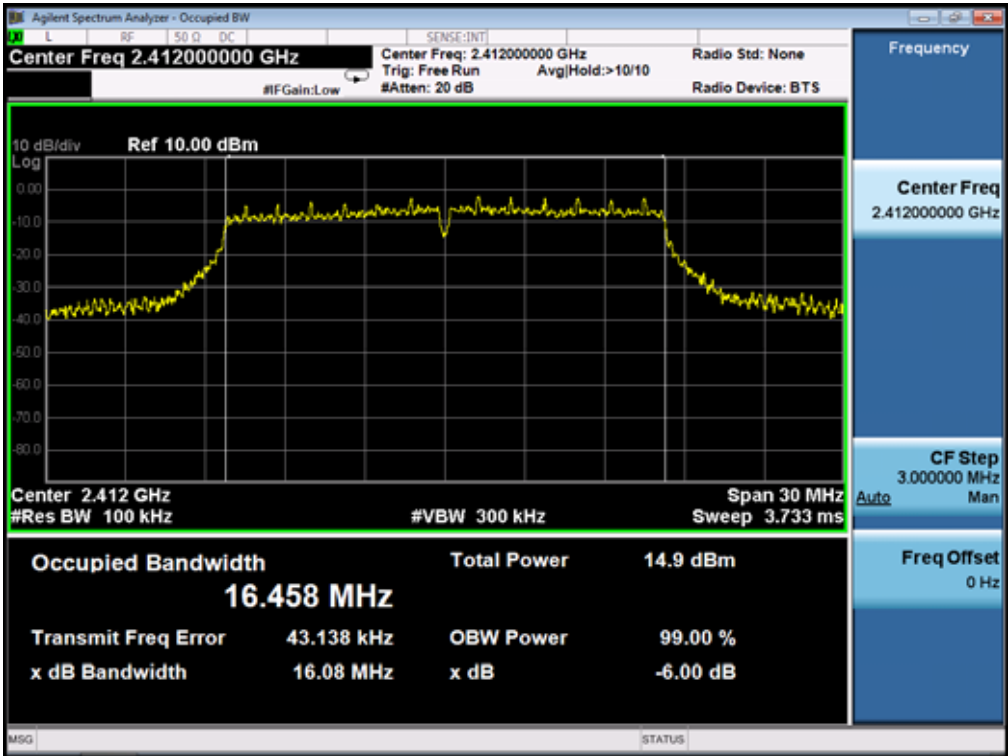 Agilent Spectrum Analyzer - Occupied BW
L RF 50 Ω DC SENSE:INT
Center Freq 2.412000000 GHz
Center Freq: 2.412000000 GHz Radio Std: None
Trig: Free Run Avg|Hold:>10/10
#IFGain:Low #Atten: 20 dB Radio Device: BTS
10 dB/div Ref 10.00 dBm
Log
0.00
-10.0
-20.0
-30.0
-40.0
-50.0
-60.0
-70.0
-80.0
Center 2.412 GHz Span 30 MHz
#Res BW 100 kHz #VBW 300 kHz Sweep 3.733 ms
Occupied Bandwidth Total Power 14.9 dBm
16.458 MHz
Transmit Freq Error 43.138 kHz OBW Power 99.00 %
x dB Bandwidth 16.08 MHz x dB -6.00 dB
MSG STATUS
Frequency
Center Freq
2.412000000 GHz
CF Step
3.000000 MHz
Auto Man
Freq Offset
0 Hz